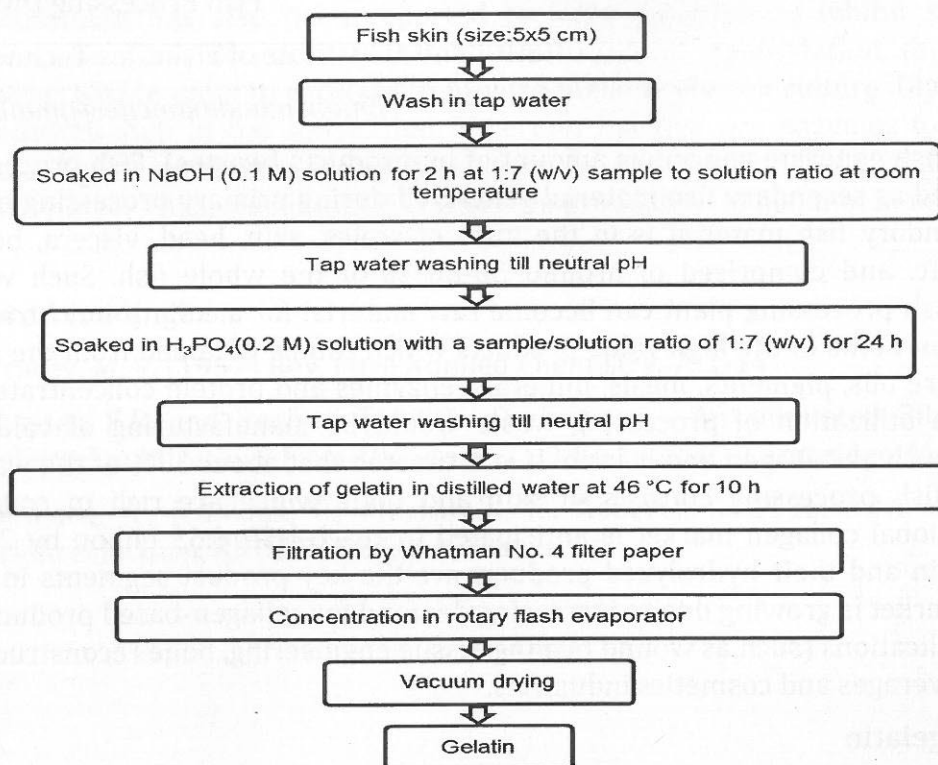 Fish skin (size:5x5 cm)
Wash in tap water
Soaked in NaOH (0.1 M) solution for 2 h at 1:7 (w/v) sample to solution ratio at room
temperature
Tap water washing till neutral pH
Soaked in H₃PO₄(0.2 M) solution with a sample/solution ratio of 1:7 (w/v) for 24 h
Tap water washing till neutral pH
Extraction of gelatin in distilled water at 46 °C for 10 h
Filtration by Whatman No. 4 filter paper
Concentration in rotary flash evaporator
Vacuum drying
Gelatin